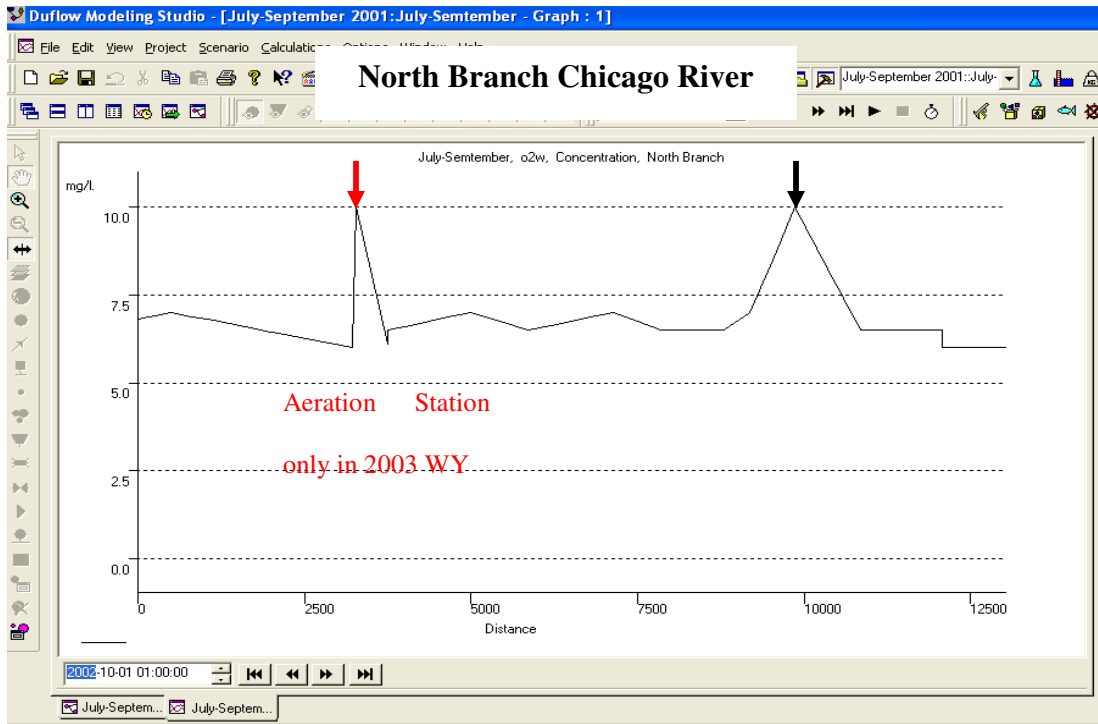 Duflow Modeling Studio - [July-September 2001:July-Semtember - Graph : 1]
File Edit View Project Scenario Calculations Options Window Help
North Branch Chicago River
July-September 2001::July-
July-Semtember, o2w, Concentration, North Branch
mg/l.
10.0
7.5
5.0
Aeration Station
only in 2003 WY
2.5
0.0
0 2500 5000 7500 10000 12500
Distance
2002-10-01 01:00:00
July-Septem... July-Septem...